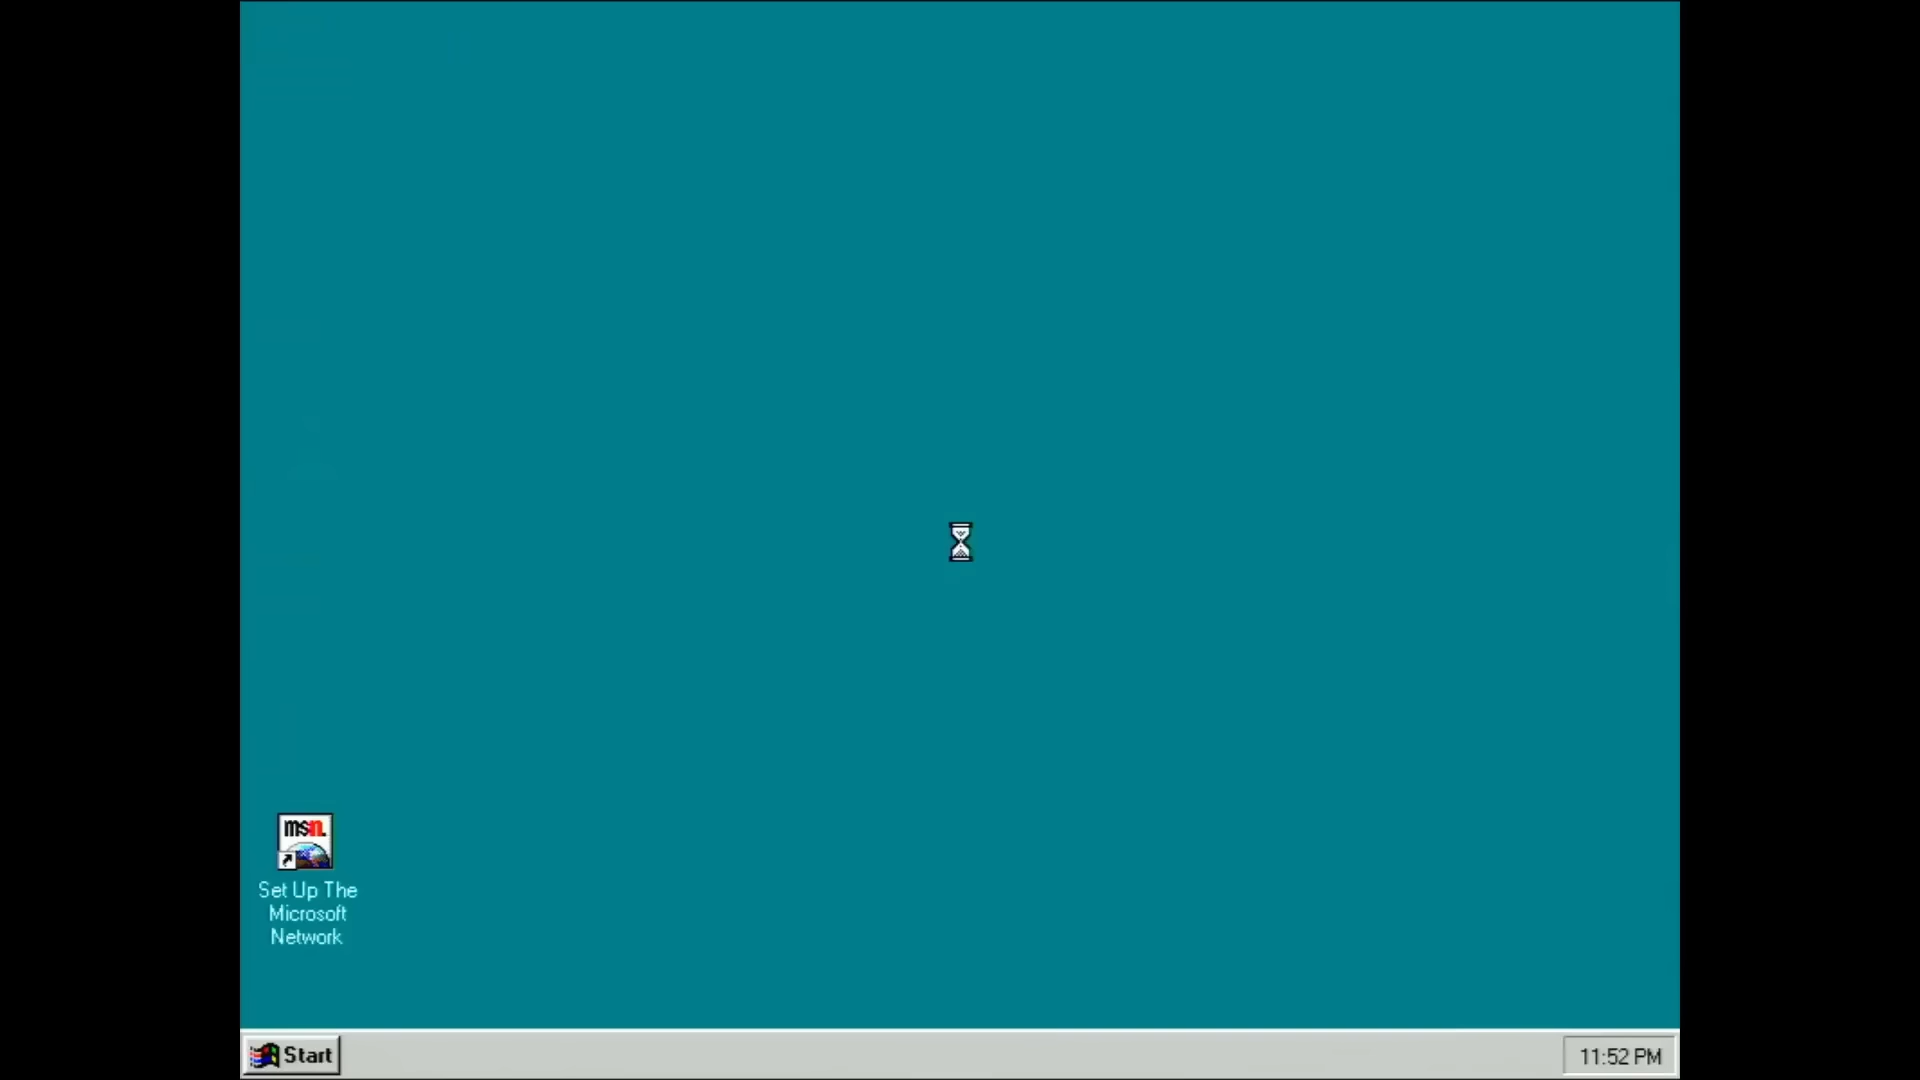 msn.
Set Up The
Microsoft
Network
Start
11:52 PM